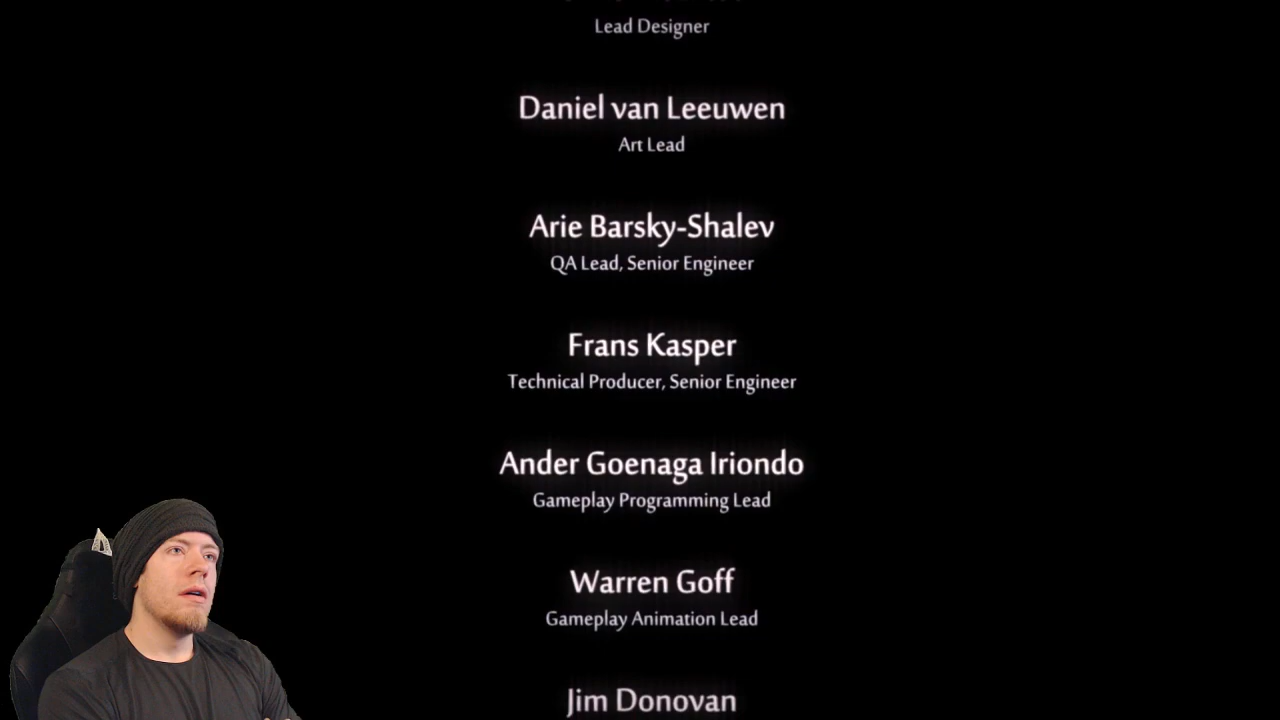 Lead Designer
Daniel van Leeuwen
Art Lead
Arie Barsky-Shalev
QA Lead, Senior Engineer
Frans Kasper
Technical Producer, Senior Engineer
Ander Goenaga Iriondo
Gameplay Programming Lead
Warren Goff
Gameplay Animation Lead
Jim Donovan